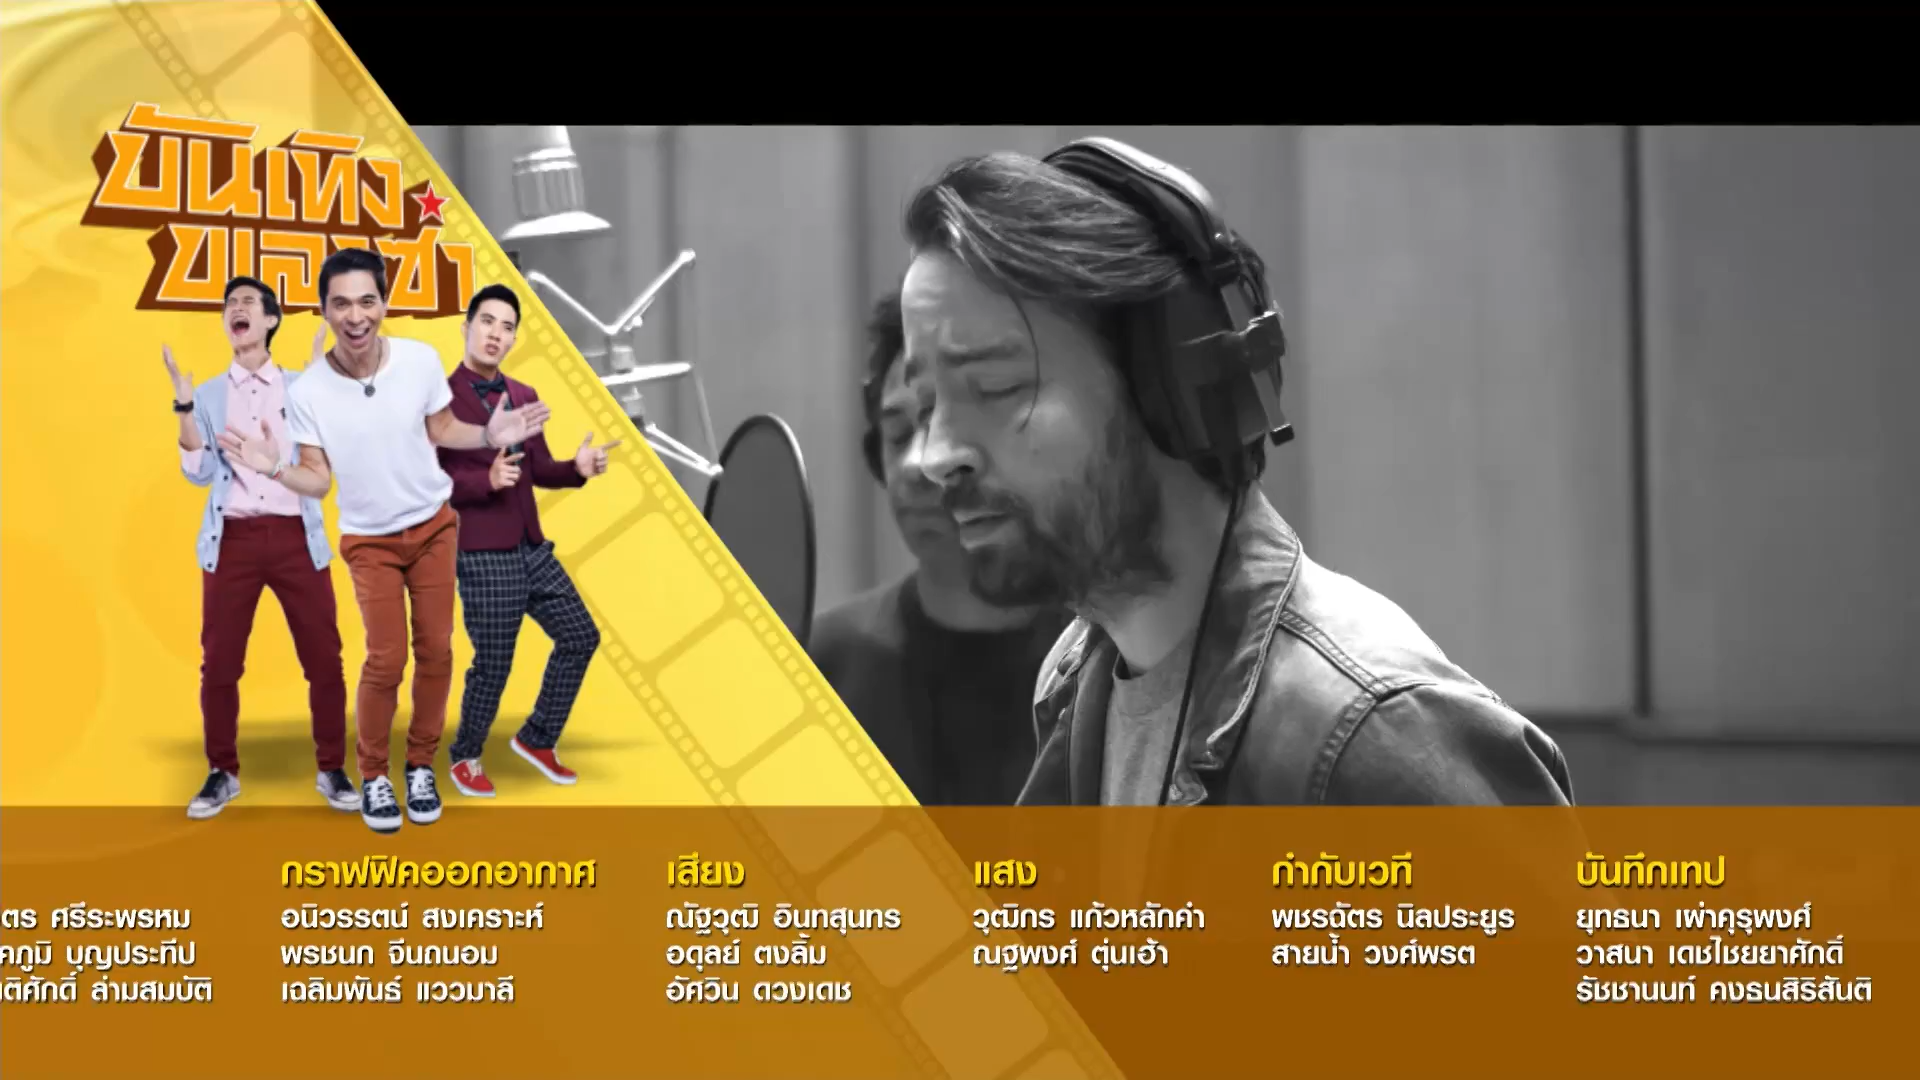 บันเทิง
กราฟฟิคออกอากาศ
เสียง
แสง
กำกับเวที
บันทึกเทป
ตร ศรีระพรหม
อนิวรรตน์ สงเคราะห์
ณัฐวุฒิ อินทสุนทร
วุฒิกร แก้วหลักคำ
พชรฉัตร นิลประยูร
ยุทธนา เผ่าคุรุพงศ์
คภูมิ บุญประทีป
พรชนก จีนถนอม
อดุลย์ ตงลิ้ม
ณฐพงศ์ ตุ่นเฮ้า
สายน้ำ วงศ์พรต
วาสนา เดชไชยยาศักดิ์
ติศักดิ์ ล่ามสมบัติ
เฉลิมพันธ์ แววมาลี
อัศวิน ดวงเดช
รัชชานนท์ คงธนสิริสันติ